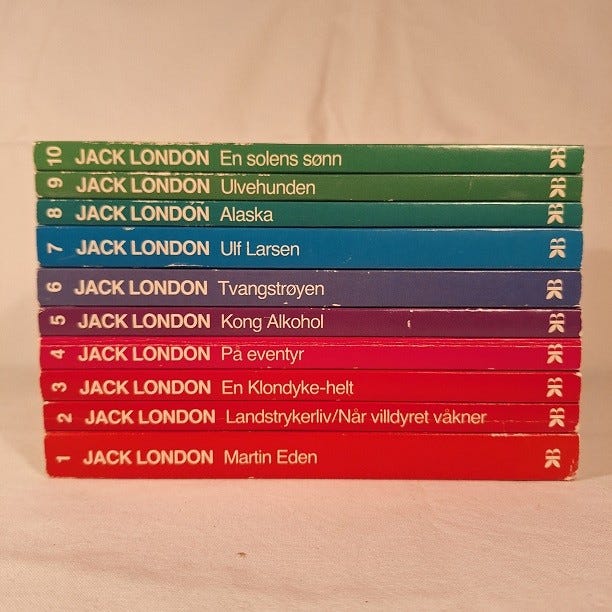 10 JACK LONDON En solens sønn
9 JACK LONDON Ulvehunden
8 JACK LONDON Alaska
7 JACK LONDON Ulf Larsen
6 JACK LONDON Tvangstrøyen
5 JACK LONDON Kong Alkohol
4 JACK LONDON På eventyr
3 JACK LONDON En Klondyke-helt
2 JACK LONDON Landstrykerliv/Når villdyret våkner
1 JACK LONDON Martin Eden